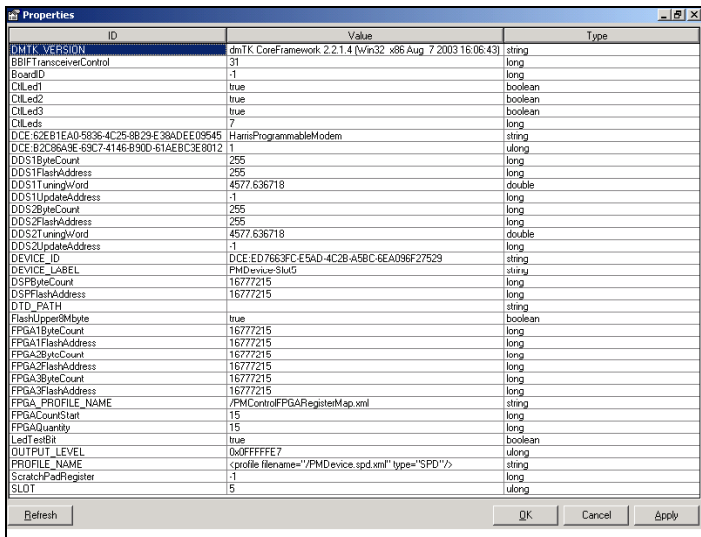 Properties
ID Value Type
DMTK_VERSION dmTK CoreFramework 2.2.1.4 (Win32 x86 Aug 7 2003 16:06:43) string
BBIFTransceiverControl 31 long
BoardID -1 long
CtlLed1 true boolean
CtlLed2 true boolean
CtlLed3 true boolean
CtlLeds 7 long
DCE:62EB1EA0-5836-4C25-8B29-E38ADEE09545 HarrisProgrammableModem string
DCE:B2C86A9E-69C7-4146-B90D-61AEBC3E8012 1 ulong
DDS1ByteCount 255 long
DDS1FlashAddress 255 long
DDS1TuningWord 4577.636718 double
DDS1UpdateAddress -1 long
DDS2ByteCount 255 long
DDS2FlashAddress 255 long
DDS2TuningWord 4577.636718 double
DDS2UpdateAddress -1 long
DEVICE_ID DCE:ED7663FC-E5AD-4C2B-A5BC-6EA096F27529 string
DEVICE_LABEL PMDevice-Slot5 string
DSPByteCount 16777215 long
DSPFlashAddress 16777215 long
DTD_PATH string
FlashUpper8Mbyte true boolean
FPGA1ByteCount 16777215 long
FPGA1FlashAddress 16777215 long
FPGA2ByteCount 16777215 long
FPGA2FlashAddress 16777215 long
FPGA3ByteCount 16777215 long
FPGA3FlashAddress 16777215 long
FPGA_PROFILE_NAME /PMControlFPGARegisterMap.xml string
FPGACountStart 15 long
FPGAQuantity 15 long
LedTestBit true boolean
OUTPUT_LEVEL 0x0FFFFFE7 ulong
PROFILE_NAME <profile filename="/PMDevice.spd.xml" type="SPD"/> string
ScratchPadRegister -1 long
SLOT 5 ulong
Refresh OK Cancel Apply